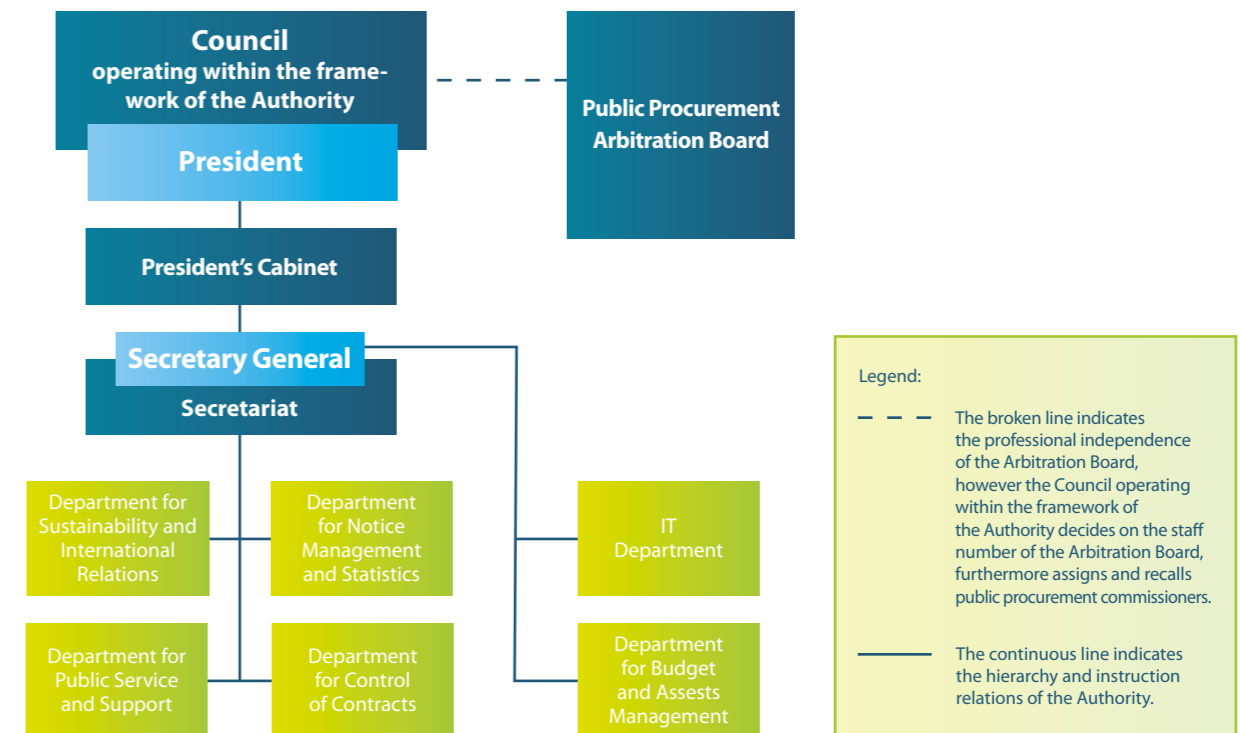 Council
operating within the frame-
work of the Authority
President
Public Procurement
Arbitration Board
President’s Cabinet
Secretary General
Secretariat
Department for
Sustainability and
International
Relations
Department
for Notice
Management
and Statistics
IT
Department
Department for
Public Service
and Support
Department
for Control
of Contracts
Department
for Budget
and Assests
Management
Legend:
The broken line indicates
the professional independence
of the Arbitration Board,
however the Council operating
within the framework of
the Authority decides on the staff
number of the Arbitration Board,
furthermore assigns and recalls
public procurement commissioners.
The continuous line indicates
the hierarchy and instruction
relations of the Authority.